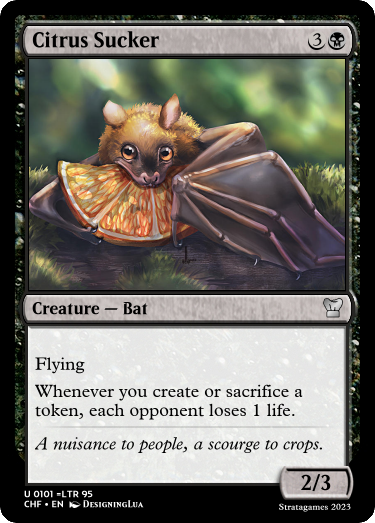 Citrus Sucker 3
Creature — Bat
Flying
Whenever you create or sacrifice a
token, each opponent loses 1 life.
A nuisance to people, a scourge to crops.
2/3
U 0101 =LTR 95
CHF • EN DesigningLua
Stratagames 2023